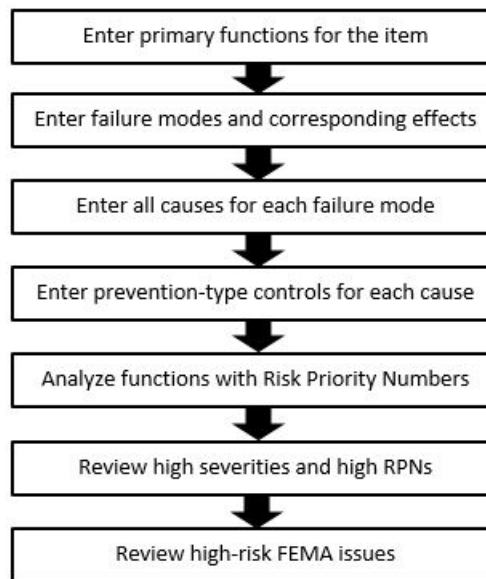 Enter primary functions for the item
Enter failure modes and corresponding effects
Enter all causes for each failure mode
Enter prevention-type controls for each cause
Analyze functions with Risk Priority Numbers
Review high severities and high RPNs
Review high-risk FEMA issues